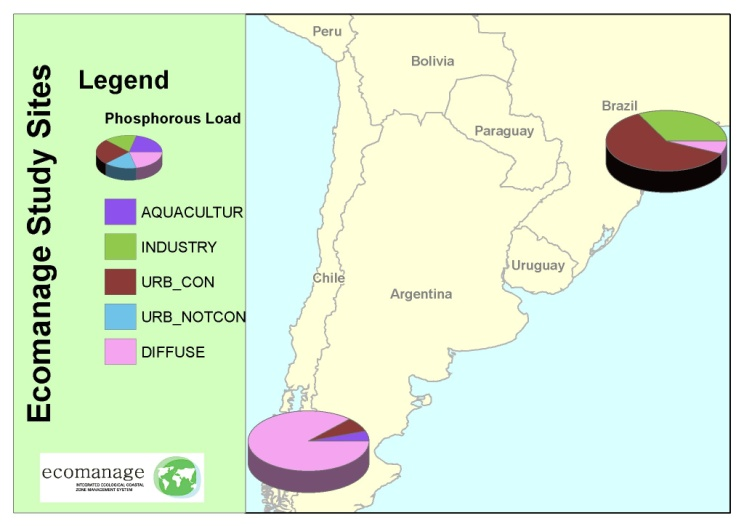 Ecomanage Study Sites
Legend
Phosphorous Load
AQUACULTUR
INDUSTRY
URB_CON
URB_NOTCON
DIFFUSE
ecomanage
INTEGRATED ECOLOGICAL COASTAL
ZONE MANAGEMENT SYSTEM
Peru
Bolivia
Brazil
Paraguay
Chile
Uruguay
Argentina